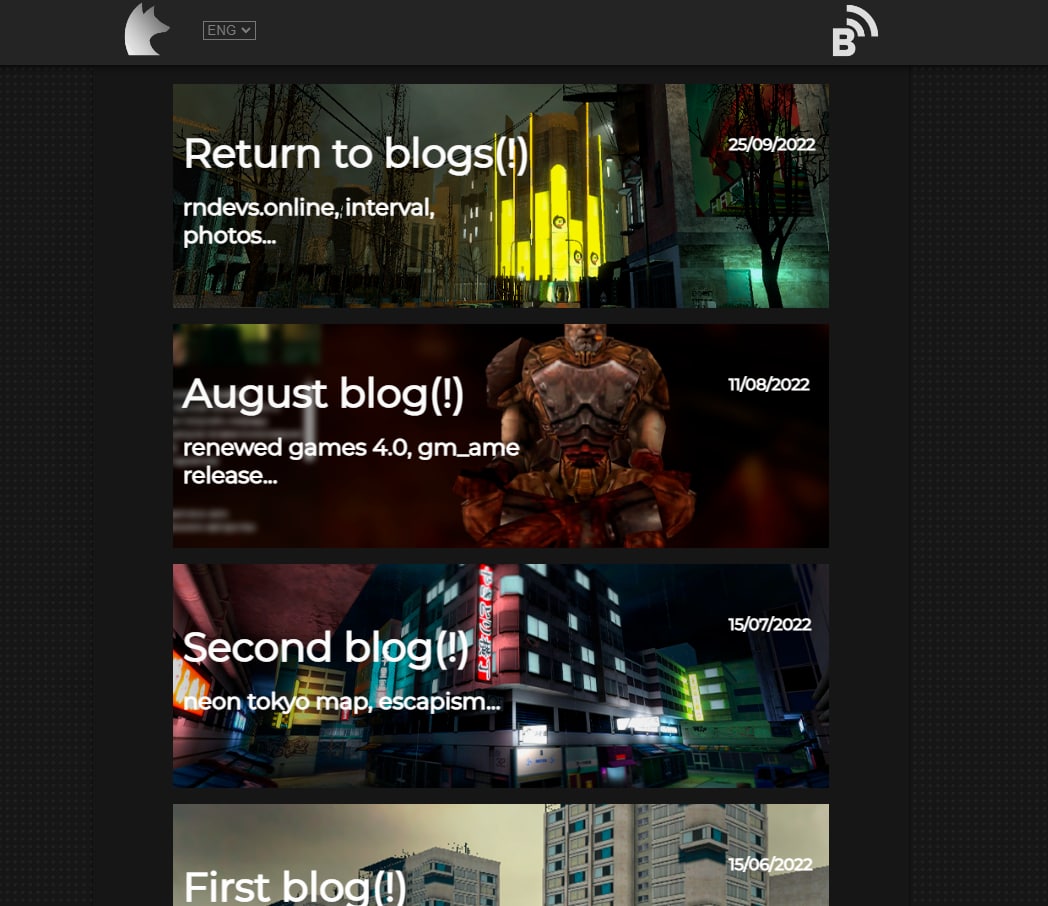 ENG
B
Return to blogs(!)
25/09/2022
rndevs.online, interval,
photos...
August blog(!)
11/08/2022
renewed games 4.0, gm_ame
release...
Second blog(!)
15/07/2022
neon tokyo map, escapism...
15/06/2022
First blog(!)